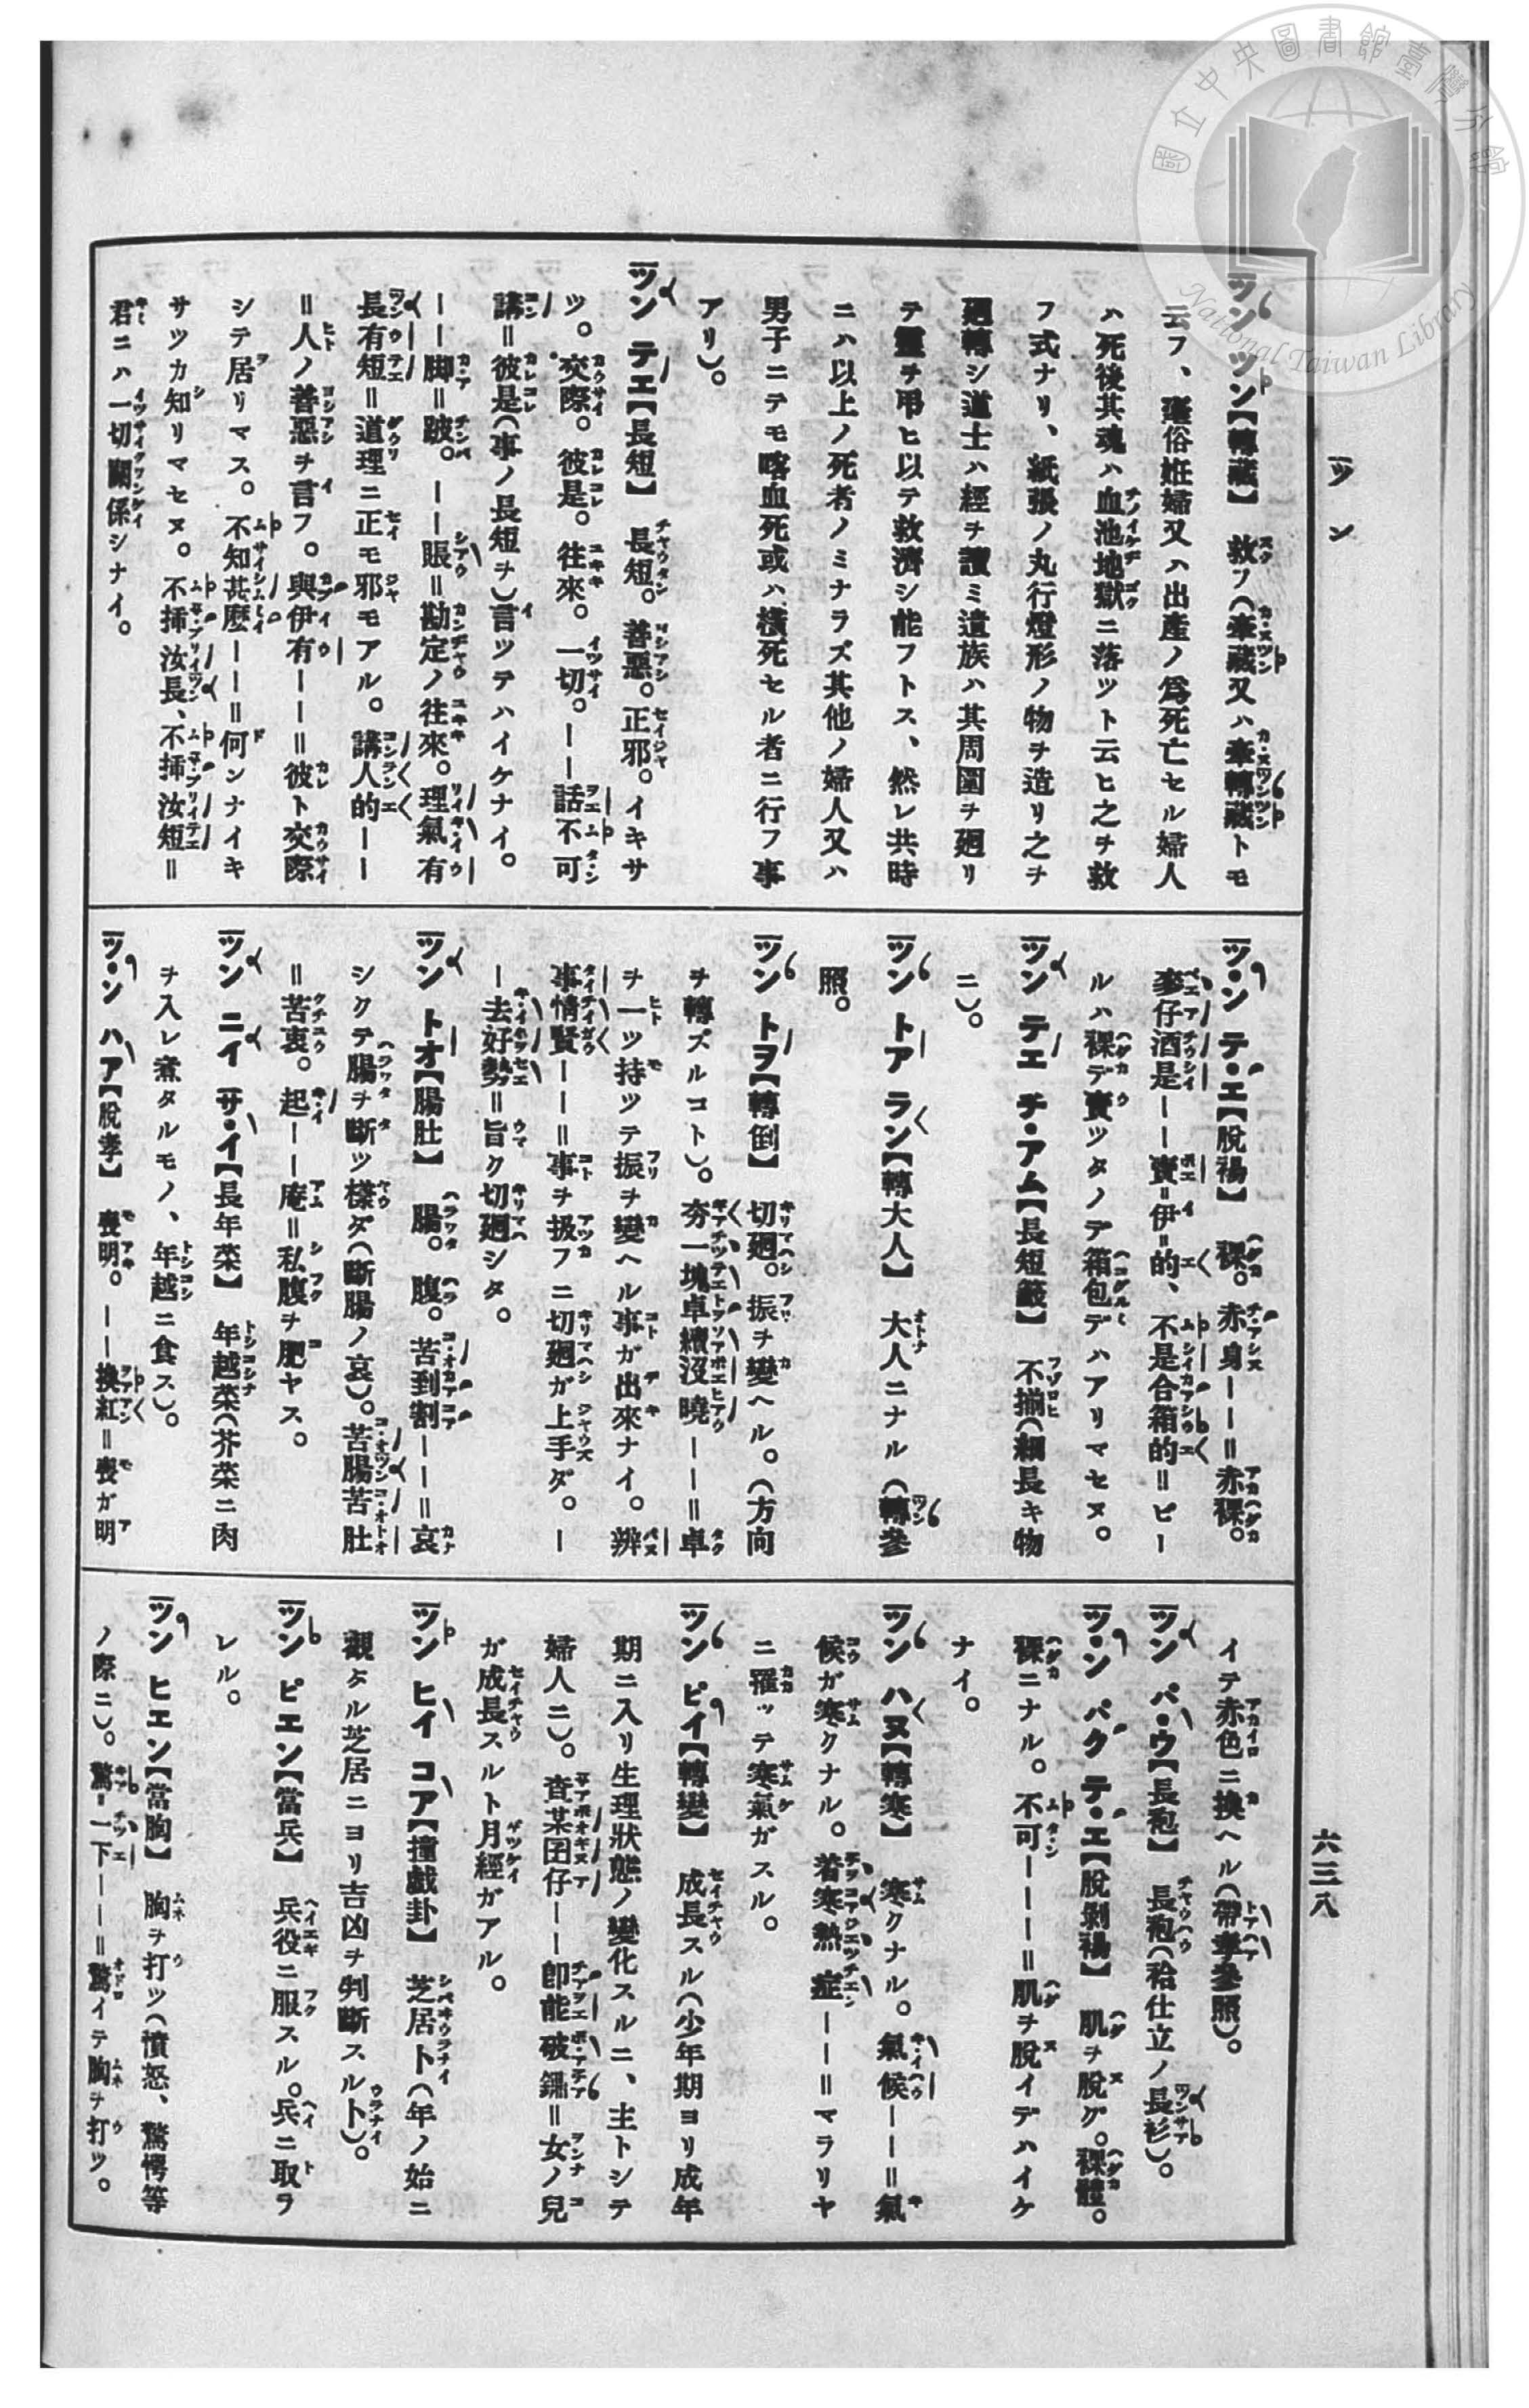 ツン
六三八
ツン ツン【轉藏】 救フ（牽藏又ハ牽轉藏トモ
云フ、臺俗姙婦又ハ出產ノ爲死亡セル婦人
ハ死後其魂ハ血池地獄ニ落ツト云ヒ之ヲ救
フ式ナリ、紙張ノ丸行燈形ノ物ヲ造リ之ヲ
廻轉シ道士ハ經ヲ讀ミ遺族ハ其周圍ヲ廻リ
テ靈ヲ弔ヒ以テ救濟シ能フトス、然レ共時
ニハ以上ノ死者ノミナラズ其他ノ婦人又ハ
男子ニテモ喀血死或ハ橫死セル者ニ行フ事
アリ）。
ツン テエ【長短】 長短。善惡。正邪。イキサ
ツ。交際。彼是。往來。一切。——話不可
講＝彼是（事ノ長短ヲ）言ツテハイケナイ。
——脚＝跛。——賬＝勘定ノ往來。理氣有
長有短＝道理ニ正モ邪モアル。講人的——
＝人ノ善惡ヲ言フ。與伊有——＝彼ト交際
シテ居リマス。不知甚麽——＝何ンナイキ
サツカ知リマセヌ。不揷汝長、不揷汝短＝
君ニハ一切關係シナイ。
ツ・ン テ・エ【脫裼】 裸。赤身——＝赤裸。
麥仔酒是——賣＝伊＝的、不是合箱的＝ビー
ルハ裸デ賣ツタノデ箱包デハアリマセヌ。
ツン テエ チ・アム【長短籤】 不揃（細長キ物
ニ）。
ツン トア ラン【轉大人】 大人ニナル（轉參
照。
ツン トヲ【轉倒】 切廻。振ヲ變ヘル。（方向
ヲ轉ズルコト）。夯一塊卓續沒曉——＝卓
ヲ一ツ持ツテ振ヲ變ヘル事ガ出來ナイ。辨
事情賢——＝事ヲ扱フニ切廻ガ上手ダ。—
—去好勢＝旨ク切廻シタ。
ツン トオ【腸肚】 腸。腹。苦到割——＝哀
シクテ腸ヲ斷ツ樣ダ（斷腸ノ哀）。苦腸苦肚
＝苦衷。起——庵＝私腹ヲ肥ヤス。
ツン ニイ サ・イ【長年菜】 年越菜（芥菜ニ肉
ヲ入レ煮タルモノ、年越ニ食ス）。
ツ・ン ハア【脫孝】 喪明。——換紅＝喪ガ明
イテ赤色ニ換ヘル（帶孝參照）。
ツン パ・ウ【長袍】 長袍（袷仕立ノ長衫）。
ツ・ン パク テ・エ【脫剝裼】 肌ヲ脫グ。裸體。
裸ニナル。不可———＝肌ヲ脫イデハイケ
ナイ。
ツン ハヌ【轉寒】 寒クナル。氣候——＝氣
候ガ寒クナル。着寒熱症——＝マラリヤ
ニ罹ッテ寒氣ガスル。
ツン ピイ【轉變】 成長スル（少年期ヨリ成年
期ニ入リ生理狀態ノ變化スルニ、主トシテ
婦人ニ）。查某囝仔——卽能破鐤＝女ノ兒
ガ成長スルト月經ガアル。
ツン ヒイ コア【撞戲卦】 芝居卜（年ノ始ニ
觀タル芝居ニヨリ吉凶ヲ判斷スル卜）。
ツン ピエン【當兵】 兵役ニ服スル。兵ニ取ラ
レル。
ツン ヒエン【當胸】 胸ヲ打ツ（憤怒、驚愕等
ノ際ニ）。驚一下——＝驚イテ胸ヲ打ツ。
國立中央圖書館臺灣分館
National Taiwan Library